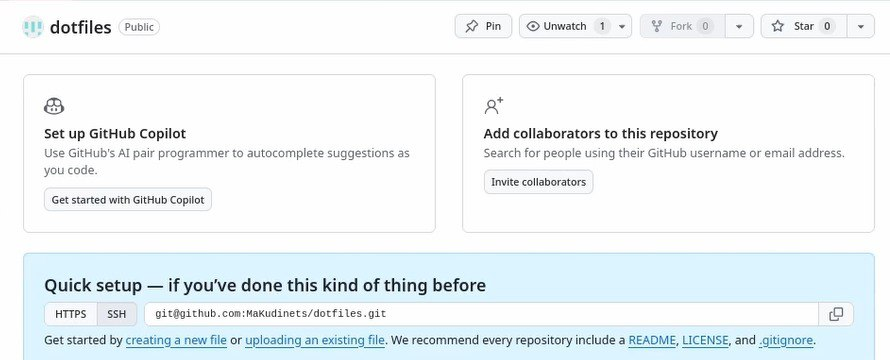 dotfiles Public Pin Unwatch 1 Fork 0 Star 0
Set up GitHub Copilot
Use GitHub's AI pair programmer to autocomplete suggestions as
you code.
Get started with GitHub Copilot
Add collaborators to this repository
Search for people using their GitHub username or email address.
Invite collaborators
Quick setup — if you’ve done this kind of thing before
HTTPS SSH git@github.com:MaKudinets/dotfiles.git
Get started by creating a new file or uploading an existing file. We recommend every repository include a README, LICENSE, and .gitignore.